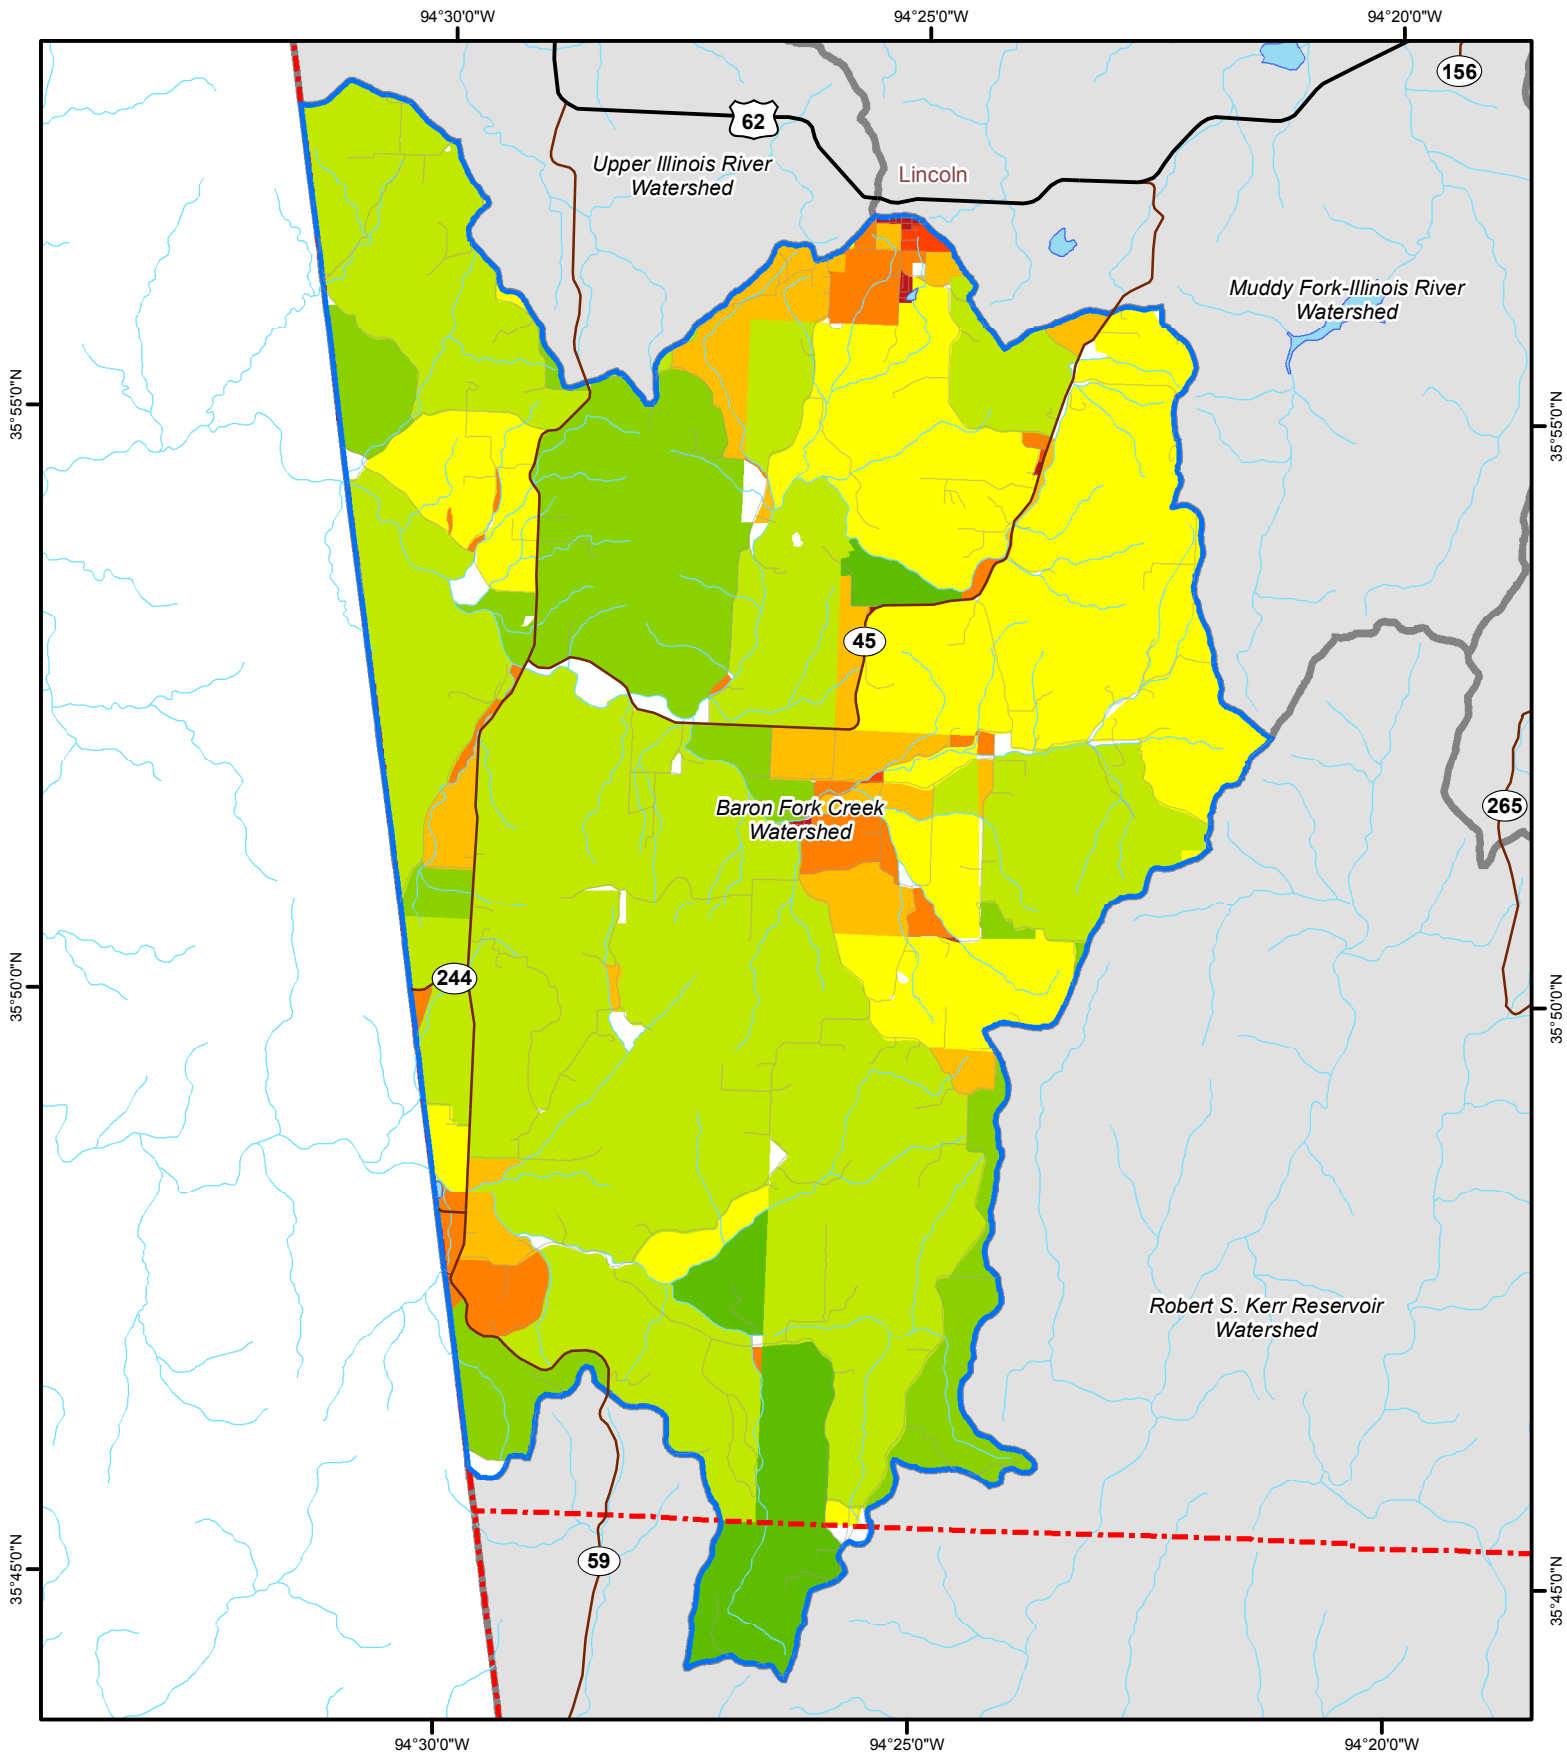 94°30'0"W
94°25'0"W
94°20'0"W
156
62
Upper Illinois River
Watershed
Lincoln
Muddy Fork-Illinois River
Watershed
35°55'0"N
35°55'0"N
45
265
Baron Fork Creek
Watershed
244
35°50'0"N
35°50'0"N
Robert S. Kerr Reservoir
Watershed
59
35°45'0"N
35°45'0"N
94°30'0"W
94°25'0"W
94°20'0"W